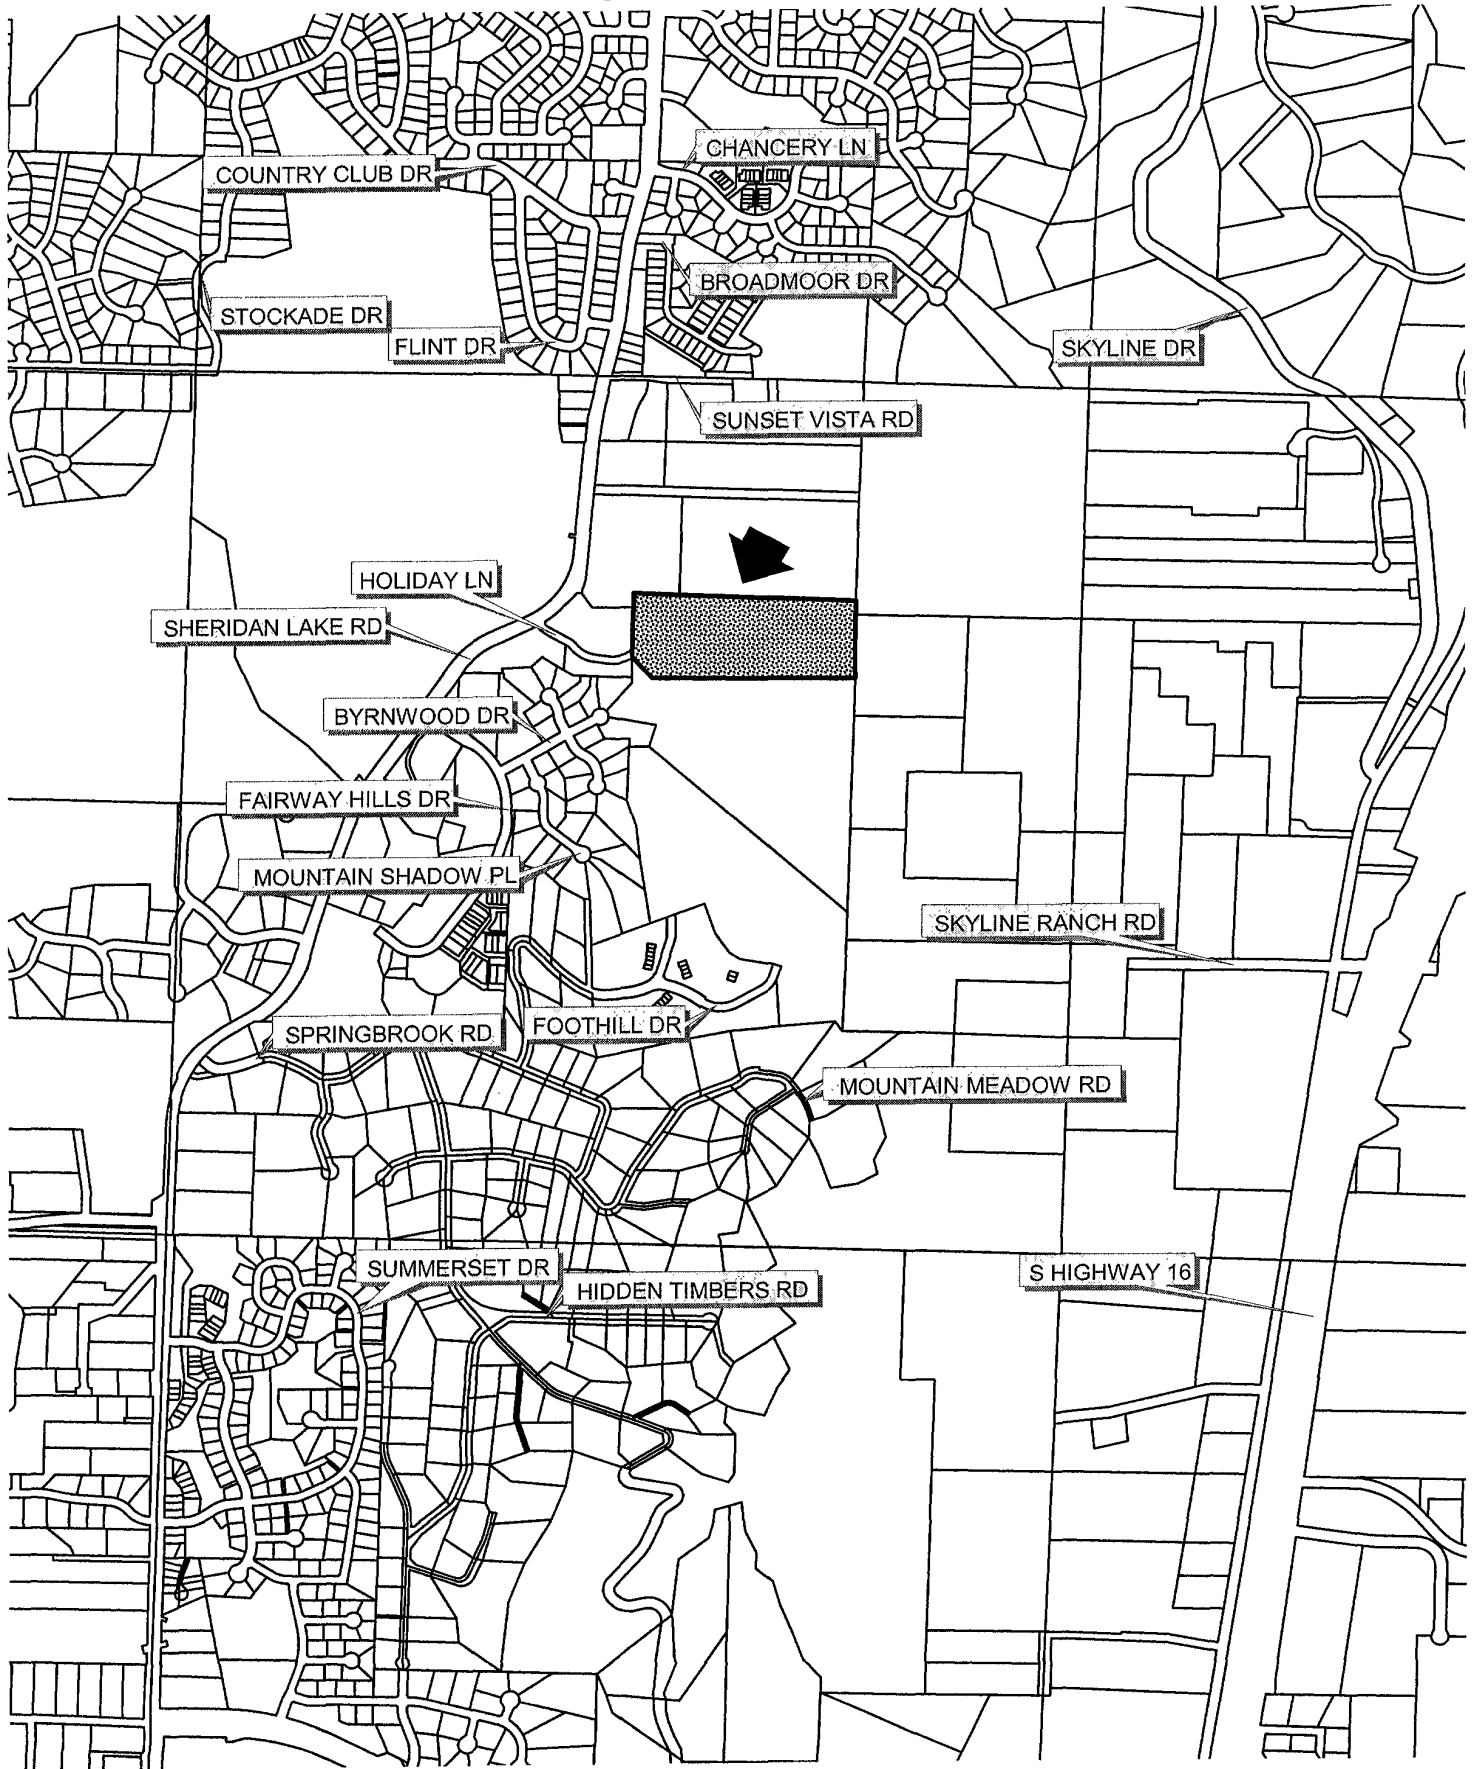 CHANCERY LN
COUNTRY CLUB DR
BROADMOOR DR
STOCKADE DR
FLINT DR
SKYLINE DR
SUNSET VISTA RD
HOLIDAY LN
SHERIDAN LAKE RD
BYRNWOOD DR
FAIRWAY HILLS DR
MOUNTAIN SHADOW PL
SKYLINE RANCH RD
SPRINGBROOK RD
FOOTHILL DR
MOUNTAIN MEADOW RD
SUMMERSET DR
S HIGHWAY 16
HIDDEN TIMBERS RD